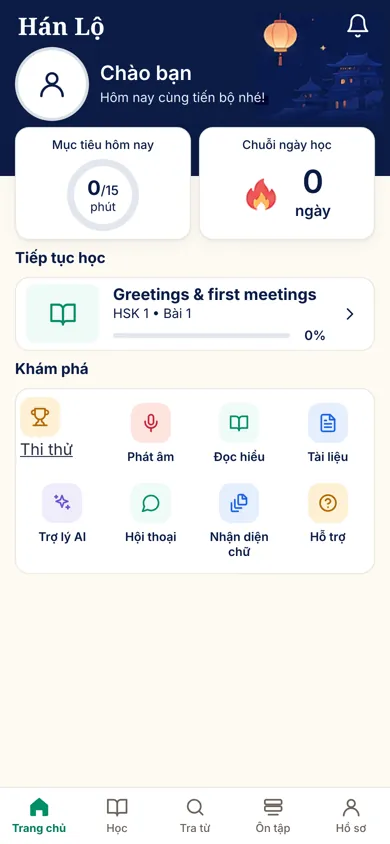 Hán Lộ
Chào bạn
Hôm nay cùng tiến bộ nhé!
Mục tiêu hôm nay
0/15
phút
Chuỗi ngày học
0
ngày
Tiếp tục học
Greetings & first meetings
HSK 1 • Bài 1
0%
Khám phá
Thi thử
Phát âm
Đọc hiểu
Tài liệu
Trợ lý AI
Hội thoại
Nhận diện
chữ
Hỗ trợ
Trang chủ
Học
Tra từ
Ôn tập
Hồ sơ